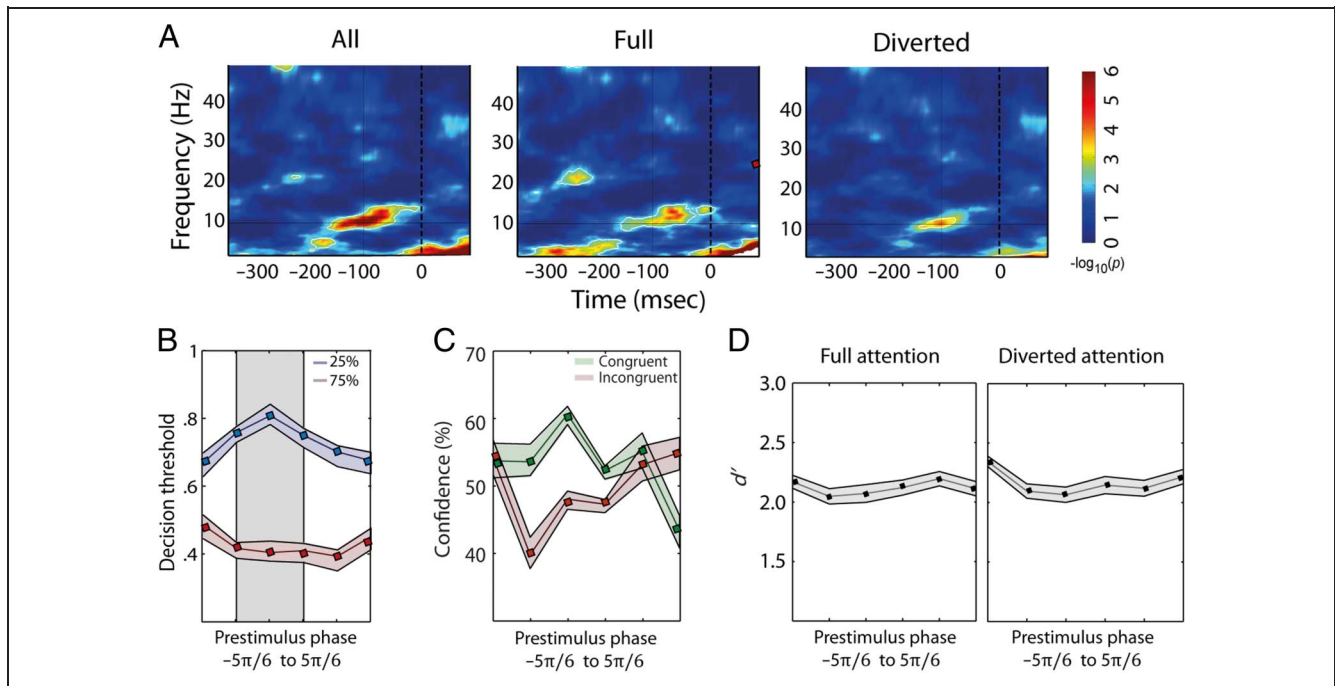 A
All
Full
Diverted
Frequency (Hz)
40
30
20
10
-300 -200 -100 0
40
30
20
10
-300 -200 -100 0
40
30
20
10
-300 -200 -100 0
Time (msec)
6
5
4
3
2
1
0
-log10(p)
B
Decision threshold
1
.8
.6
.4
25%
75%
Prestimulus phase
-5π/6 to 5π/6
C
Confidence (%)
70
60
50
40
Congruent
Incongruent
Prestimulus phase
-5π/6 to 5π/6
D
Full attention
Diverted attention
d′
3.0
2.5
2.0
1.5
Prestimulus phase
-5π/6 to 5π/6
Prestimulus phase
-5π/6 to 5π/6